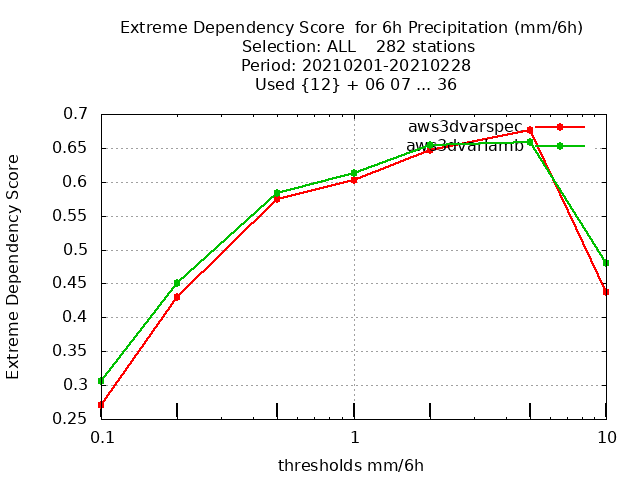 Extreme Dependency Score  for 6h Precipitation (mm/6h)
Selection: ALL    282 stations
Period: 20210201-20210228
Used {12} + 06 07 ... 36
aws3dvarspec
0.7
0.65
0.6
0.55
0.5
0.45
0.4
0.35
0.3
0.25
0.1
1
10
Extreme Dependency Score
thresholds mm/6h